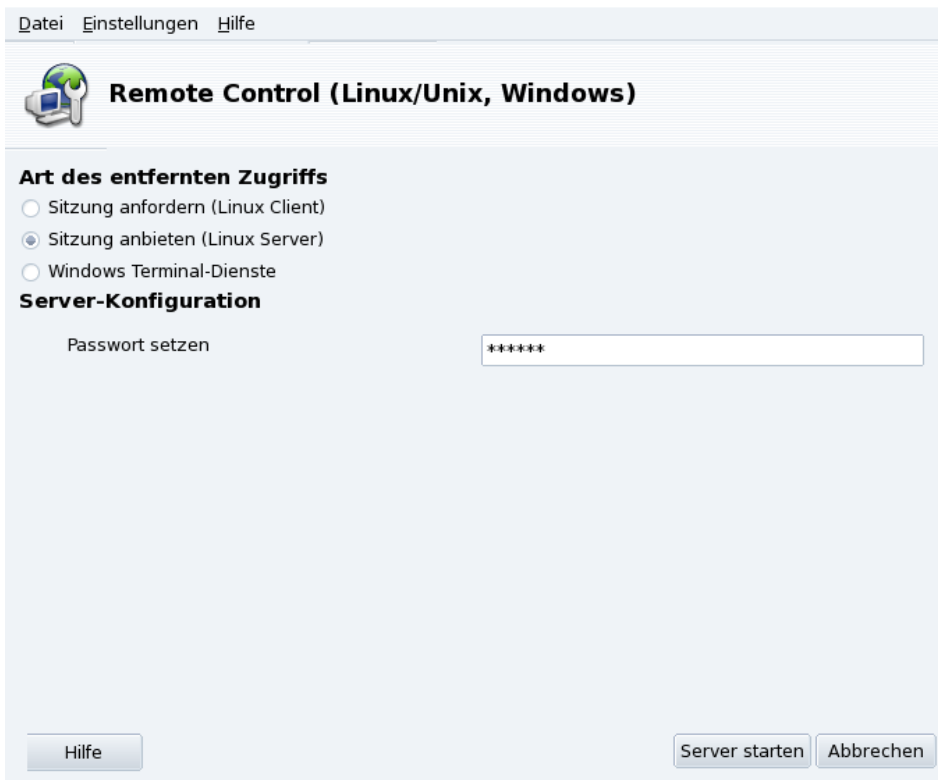 Datei Einstellungen Hilfe
Remote Control (Linux/Unix, Windows)
Art des entfernten Zugriffs
Sitzung anfordern (Linux Client)
Sitzung anbieten (Linux Server)
Windows Terminal-Dienste
Server-Konfiguration
Passwort setzen ******
Hilfe Server starten Abbrechen